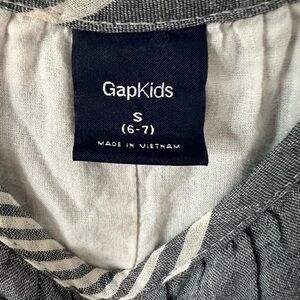 GapKids
S
(6-7)
MADE IN VIETNAM